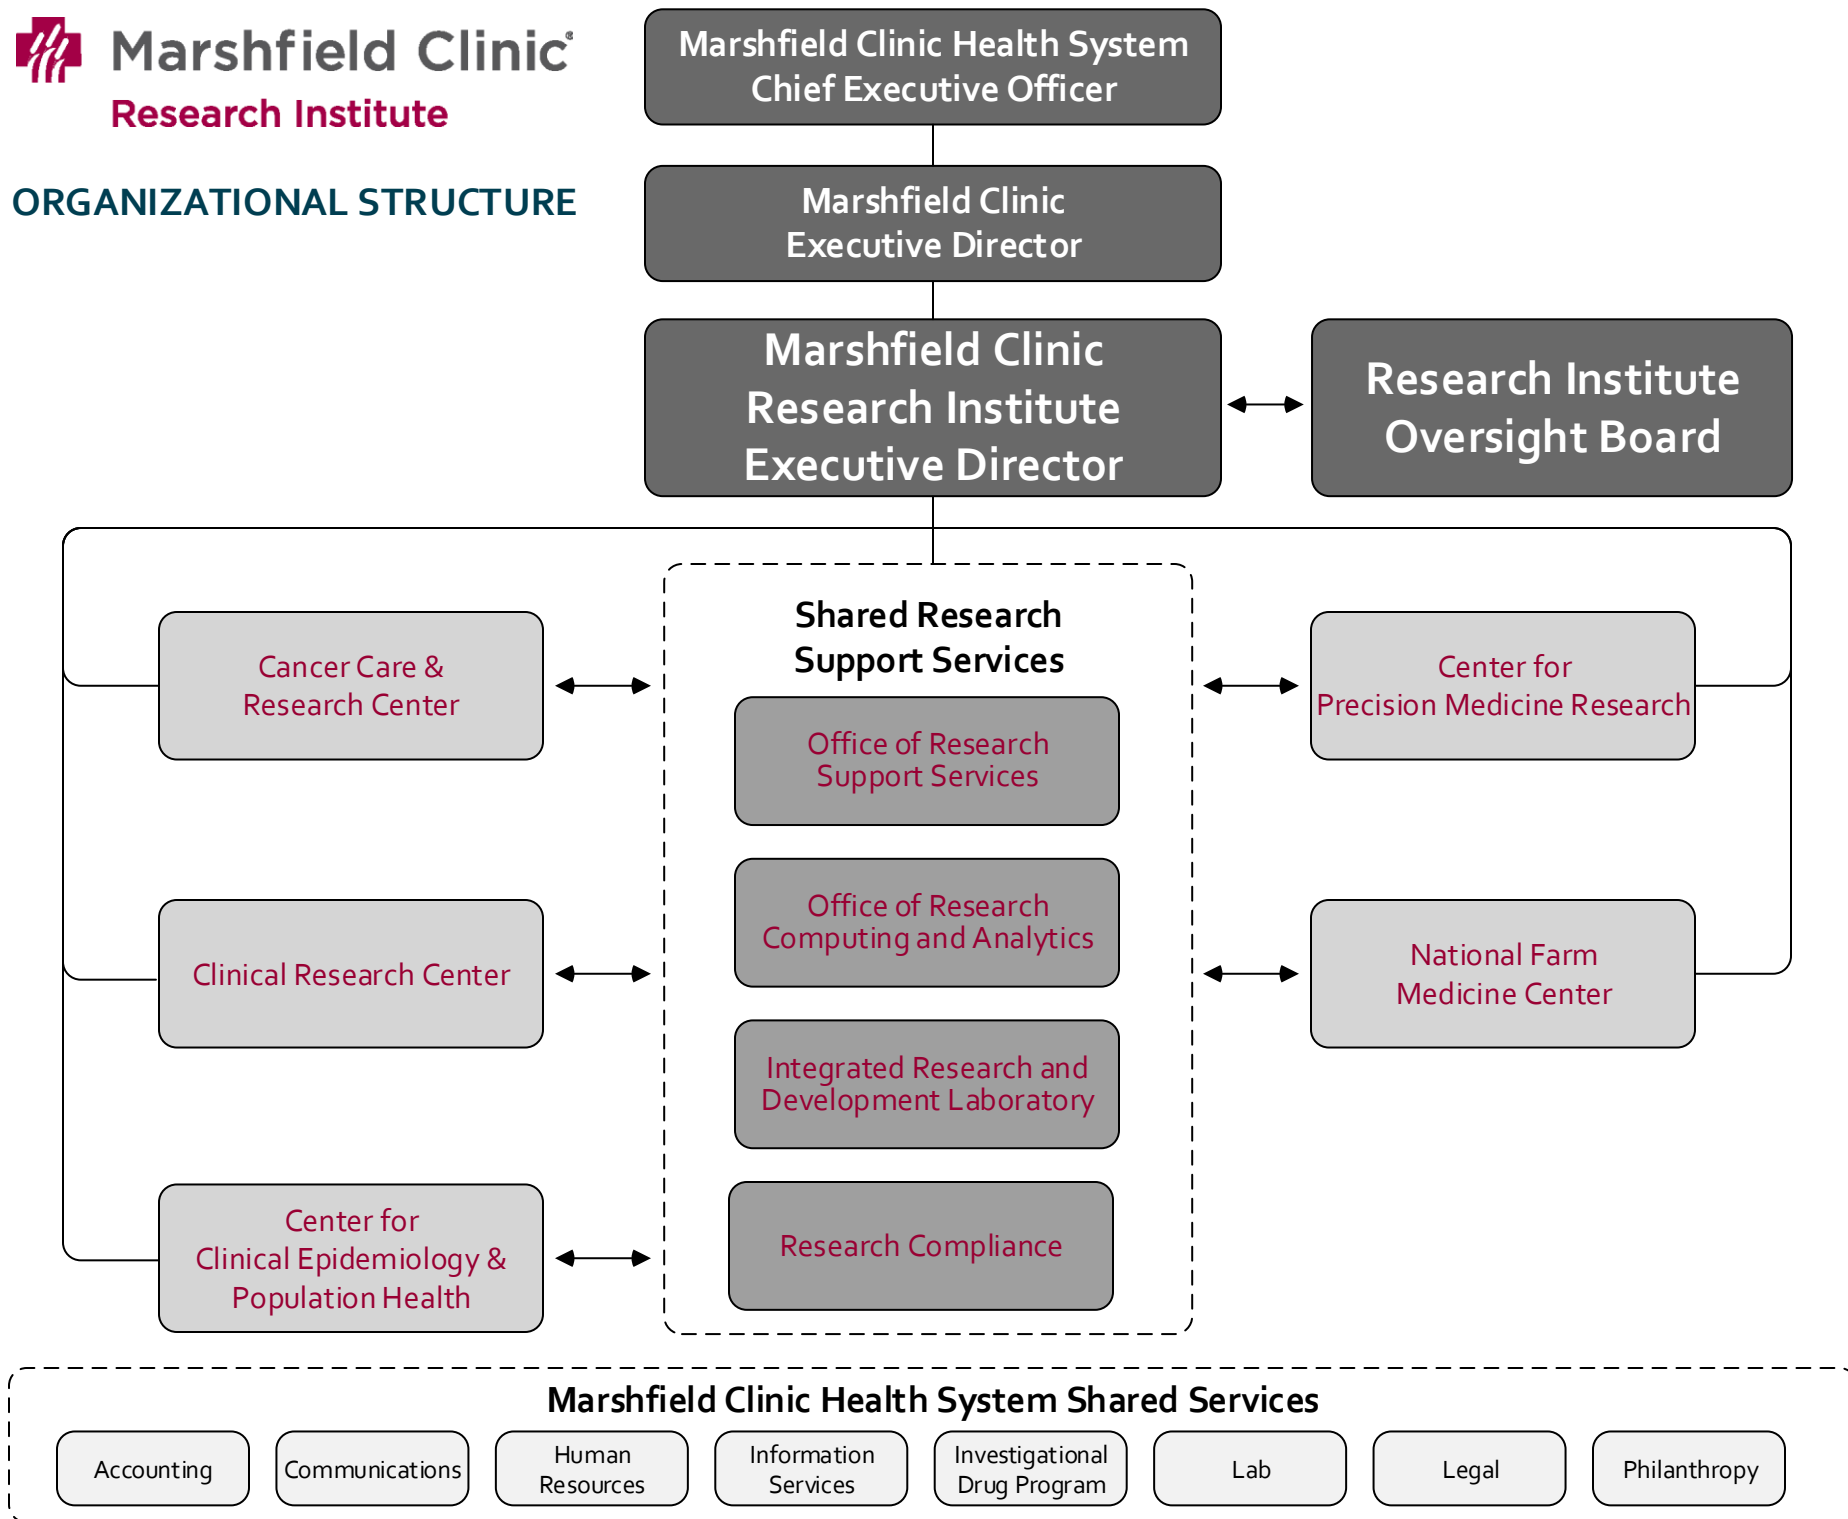 Marshfield Clinic®
Research Institute
ORGANIZATIONAL STRUCTURE
Marshfield Clinic Health System
Chief Executive Officer
Marshfield Clinic
Executive Director
Marshfield Clinic
Research Institute
Executive Director
Research Institute
Oversight Board
Cancer Care &
Research Center
Clinical Research Center
Center for
Clinical Epidemiology &
Population Health
Shared Research
Support Services
Office of Research
Support Services
Office of Research
Computing and Analytics
Integrated Research and
Development Laboratory
Research Compliance
Center for
Precision Medicine Research
National Farm
Medicine Center
Marshfield Clinic Health System Shared Services
Accounting
Communications
Human
Resources
Information
Services
Investigational
Drug Program
Lab
Legal
Philanthropy